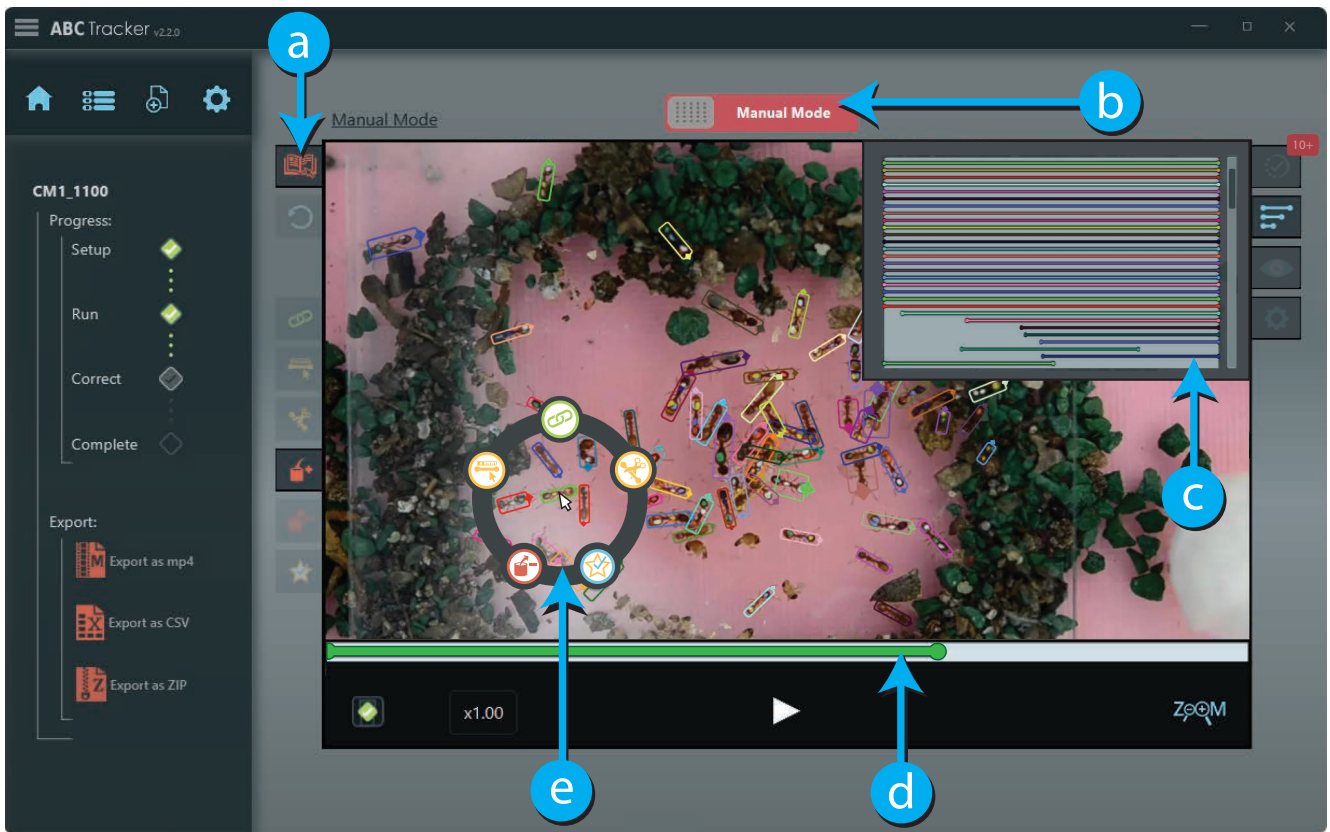 ABC Tracker v2.2.0
a
b
Manual Mode
Manual Mode
10+
CM1_1100
Progress:
Setup
Run
Correct
Complete
Export:
M Export as mp4
X Export as CSV
Z Export as ZIP
c
x1.00
ZOOM
e
d